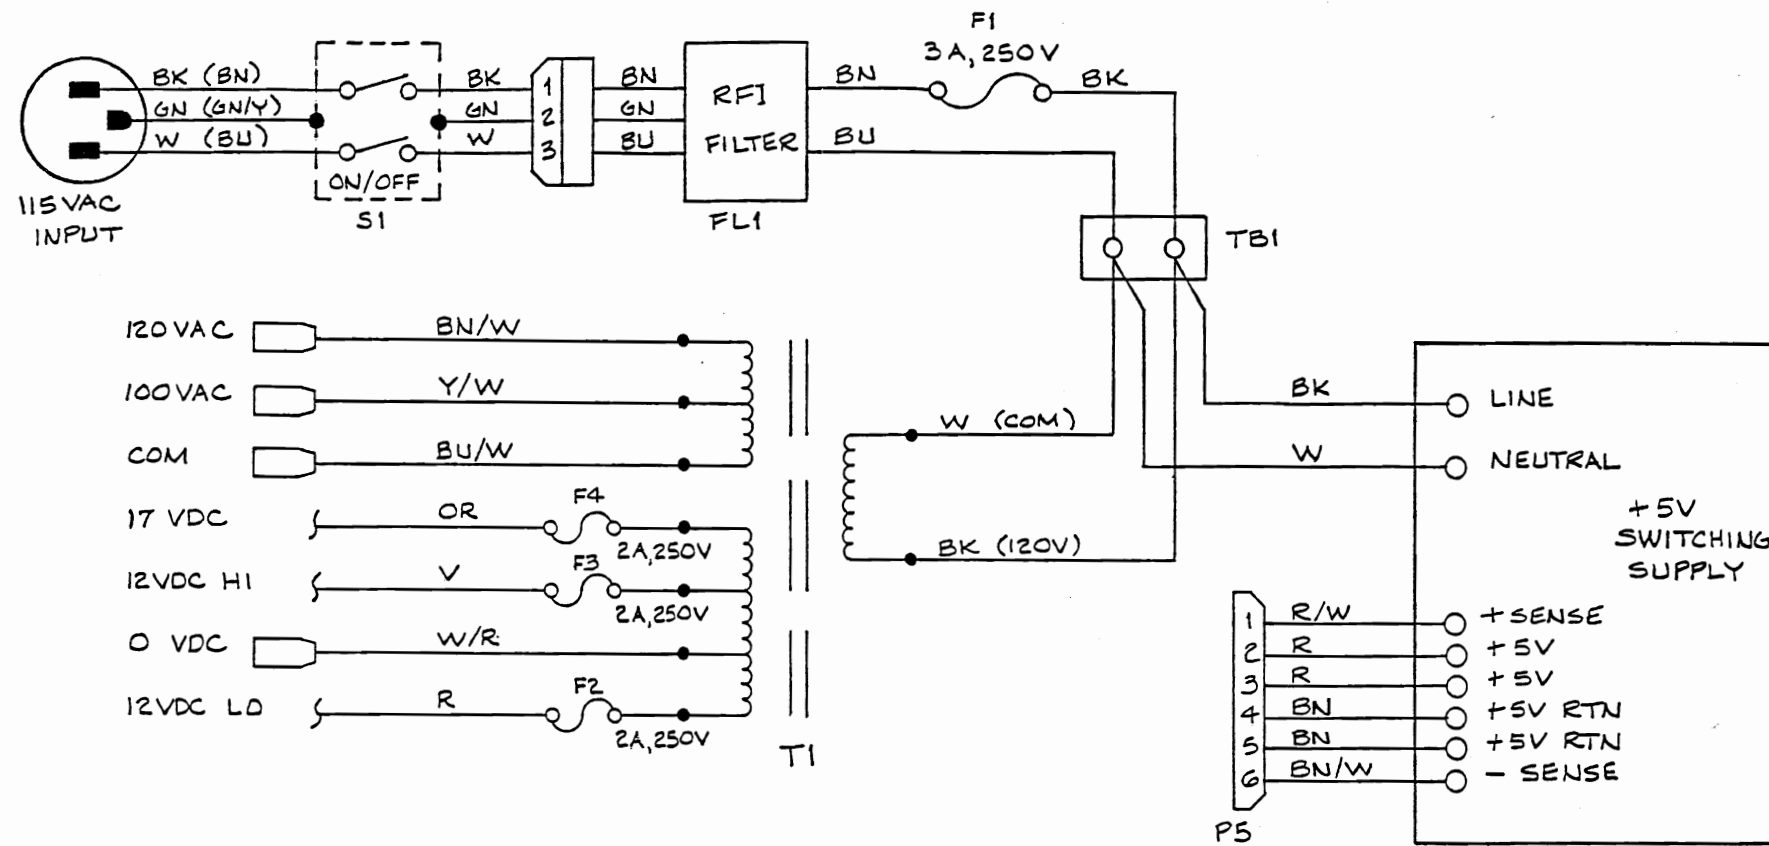 F1
3A, 250V
BK (BN)
GN (GN/Y)
W (BU)
115 VAC
INPUT
ON/OFF
S1
BK
GN
W
1
2
3
BN
GN
BU
RFI
FILTER
FL1
BN
BU
BK
TB1
120 VAC
BN/W
100 VAC
Y/W
COM
BU/W
17 VDC
OR
F4
2A, 250V
12VDC HI
V
F3
2A, 250V
0 VDC
W/R
12VDC LO
R
F2
2A, 250V
T1
W (COM)
BK (120V)
BK
LINE
W
NEUTRAL
+5V
SWITCHING
SUPPLY
1 R/W +SENSE
2 R +5V
3 R +5V
4 BN +5V RTN
5 BN +5V RTN
6 BN/W - SENSE
P5